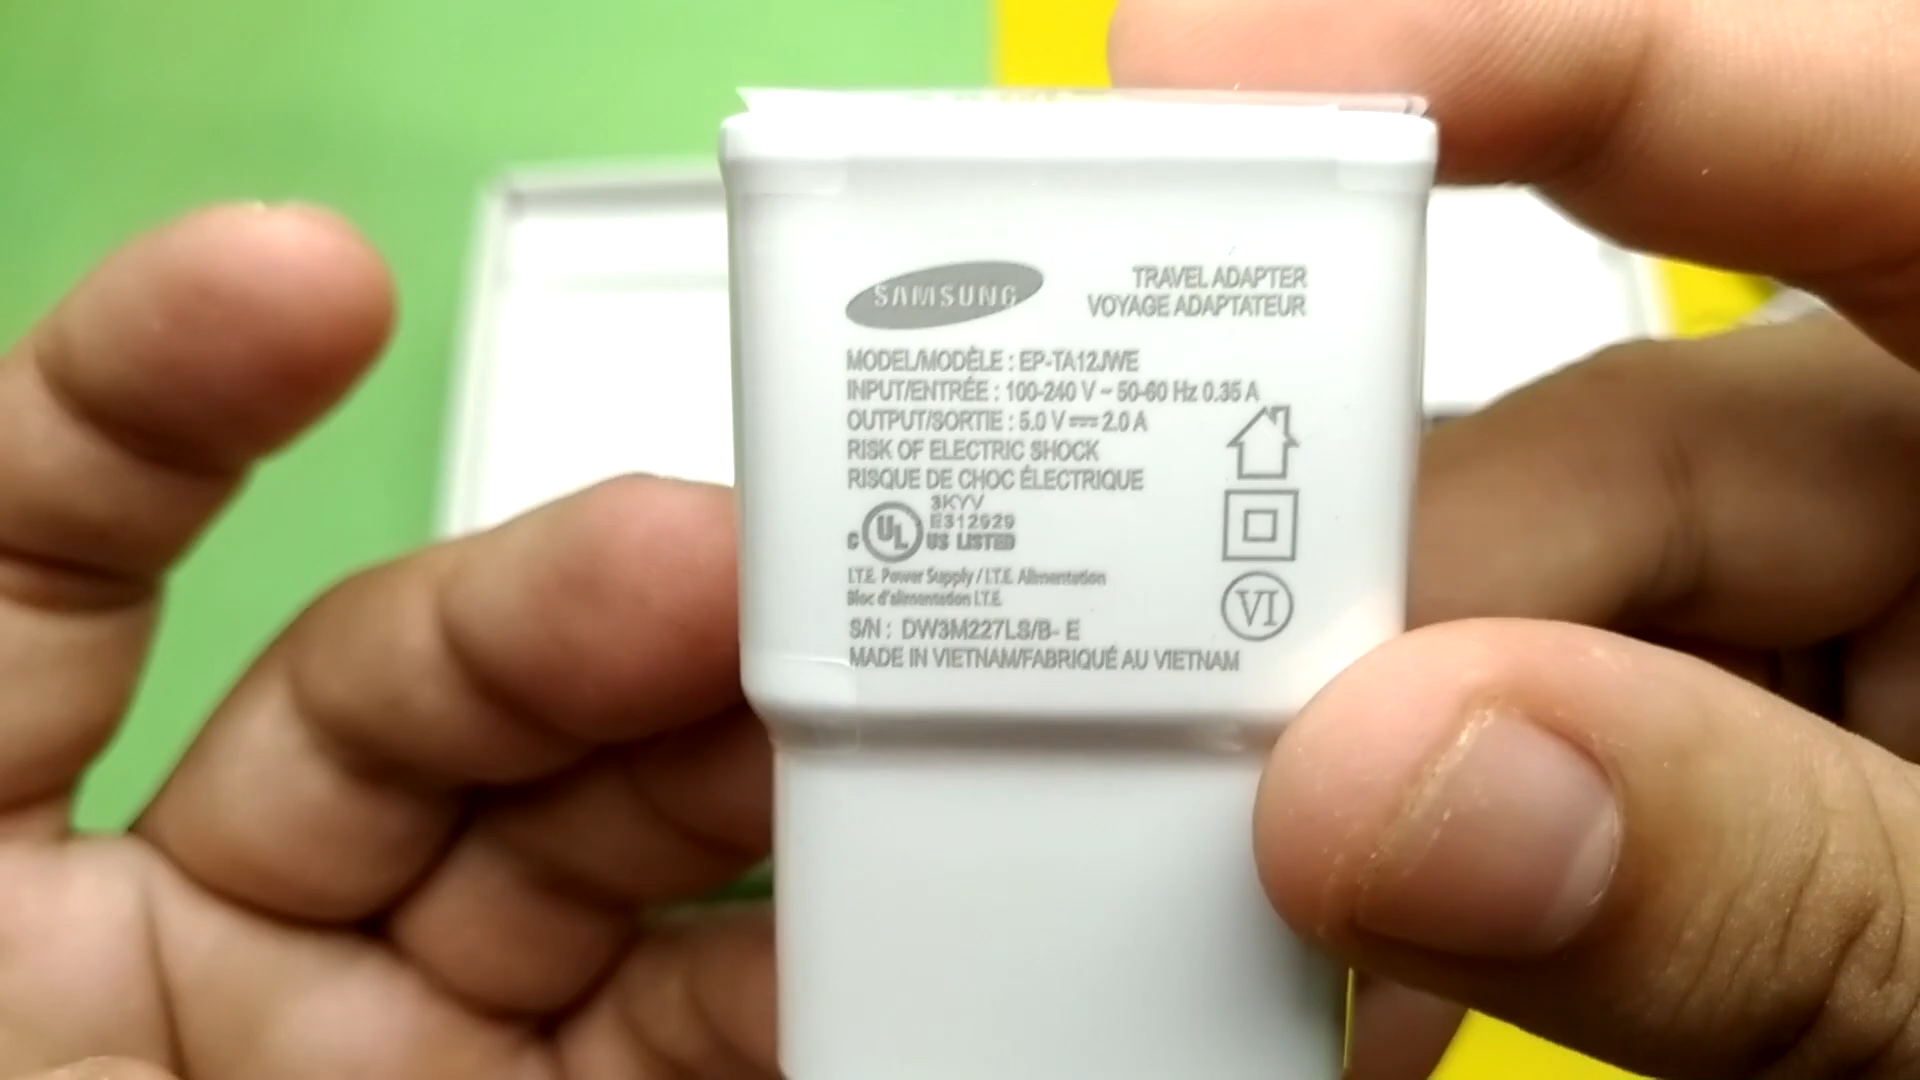 SAMSUNG
TRAVEL ADAPTER
VOYAGE ADAPTATEUR
MODEL/MODÈLE : EP-TA12JWE
INPUT/ENTRÉE : 100-240 V ~ 50-60 Hz 0.35 A
OUTPUT/SORTIE : 5.0 V ⎓ 2.0 A
RISK OF ELECTRIC SHOCK
RISQUE DE CHOC ÉLECTRIQUE
3KYV
E312929
C UL US LISTED
I.T.E. Power Supply / I.T.E. Alimentation
Bloc d'alimentation I.T.E.
VI
S/N : DW3M227LS/B- E
MADE IN VIETNAM/FABRIQUÉ AU VIETNAM